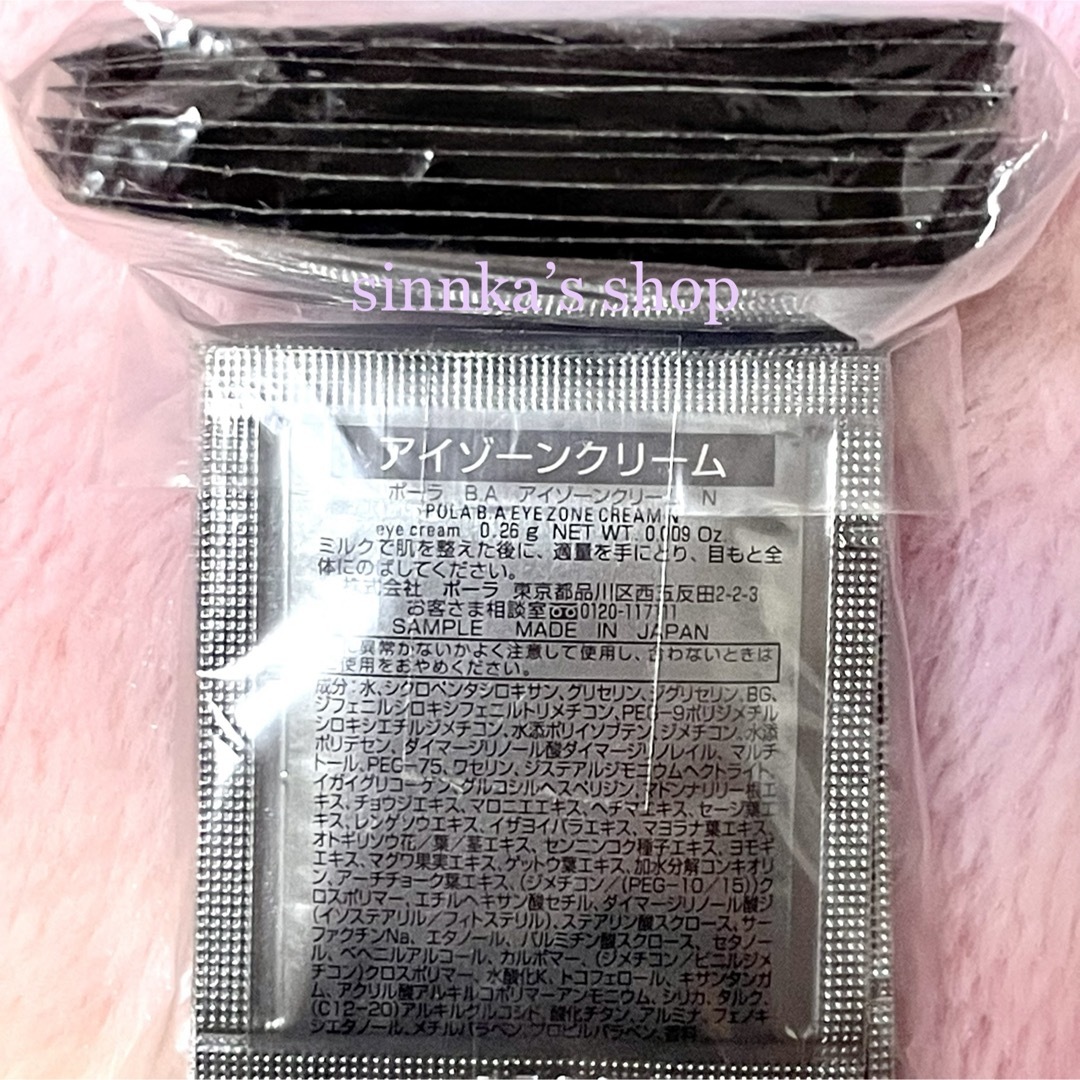 sinnka's shop
アイゾーンクリーム
ポーラ B.A アイゾーンクリーム N
POLA B.A EYEZONE CREAM N
eye cream 0.26 g NET WT. 0.009 Oz.
ミルクで肌を整えた後に、適量を手にとり、目もと全
体にのばしてください。
株式会社 ポーラ 東京都品川区西五反田2-2-3
お客さま相談室 0120-117111
SAMPLE MADE IN JAPAN
に異常がないかよく注意して使用し、合わないときは
使用をおやめください。
成分：水、シクロペンタシロキサン、グリセリン、ジグリセリン、BG、
ジフェニルシロキシフェニルトリメチコン、PEG-9ポリジメチル
シロキシエチルジメチコン、水添ポリイソブテン、ジメチコン、水添
ポリデセン、ダイマージリノール酸ダイマージリノレイル、マルチ
トール、PEG-75、ワセリン、ジステアルジモニウムヘクトライト、
イガイグリコーゲン、グルコシルヘスペリジン、マドンナリリー根エ
キス、チョウジエキス、マロニエエキス、ヘチマエキス、セージ葉エ
キス、レンゲソウエキス、イザヨイバラエキス、マヨラナ葉エキス、
オトギリソウ花／葉／茎エキス、センニンコク種子エキス、ヨモギ
エキス、マグワ果実エキス、ゲットウ葉エキス、加水分解コンキオリ
ン、アーチチョーク葉エキス、(ジメチコン／(PEG-10／15))ク
ロスポリマー、エチルヘキサン酸セチル、ダイマージリノール酸ジ
(イソステアリル／フィトステリル)、ステアリン酸スクロース、サー
ファクチンNa、エタノール、パルミチン酸スクロース、セタノー
ル、ベヘニルアルコール、カルボマー、(ジメチコン／ビニルジメ
チコン)クロスポリマー、水酸化K、トコフェロール、キサンタンガ
ム、アクリル酸アルキルコポリマーアンモニウム、シリカ、タルク、
(C12-20)アルキルグルコシド、酸化チタン、アルミナ、フェノキ
シエタノール、メチルパラベン、プロピルパラベン、香料